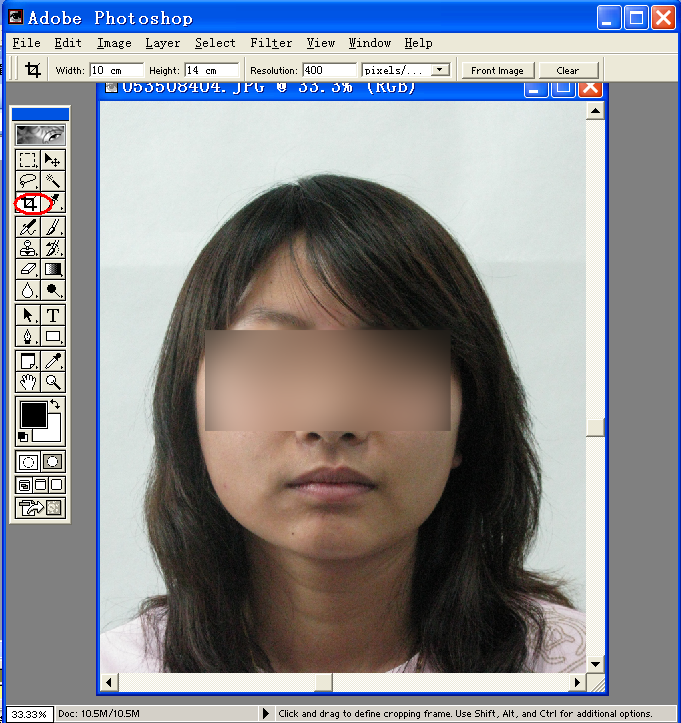 Adobe Photoshop
File Edit Image Layer Select Filter View Window Help
Width: 10 cm Height: 14 cm Resolution: 400 pixels/... Front Image Clear
053508404.JPG @ 33.3% (RGB)
T
33.33% Doc: 10.5M/10.5M Click and drag to define cropping frame. Use Shift, Alt, and Ctrl for additional options.